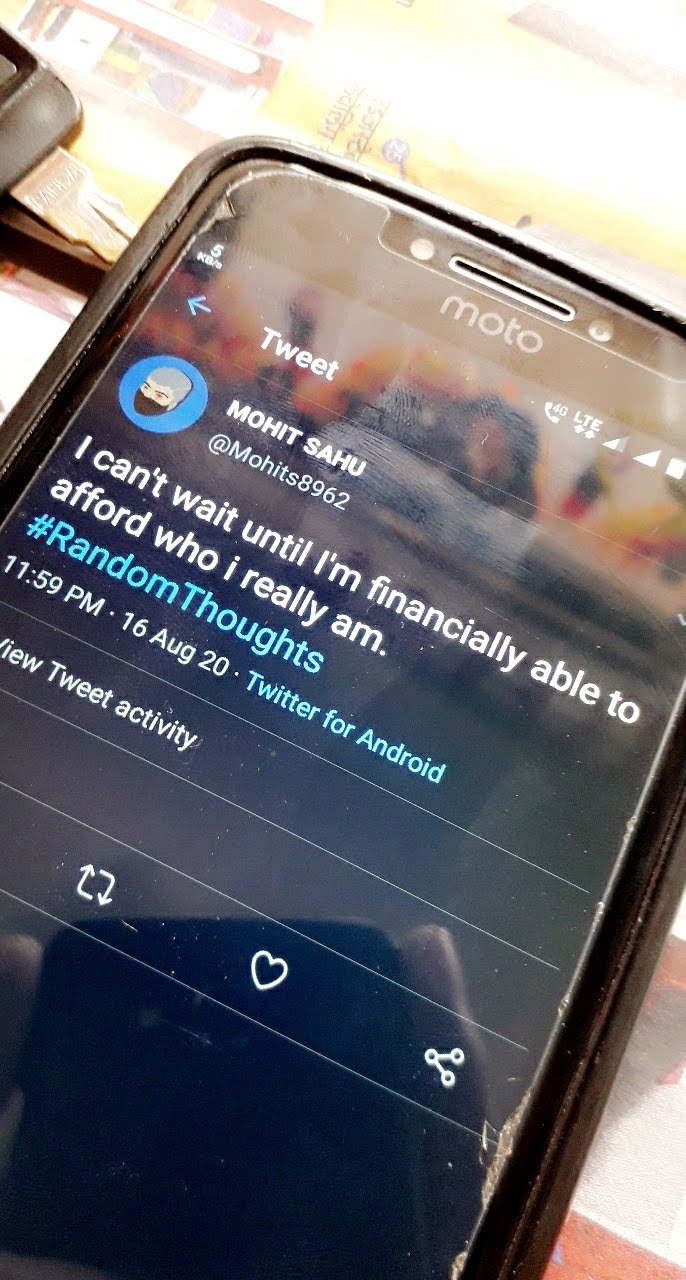 moto
5
KB/s
4G LTE
Tweet
MOHIT SAHU
@Mohits8962
I can't wait until I'm financially able to
afford who i really am.
#RandomThoughts
11:59 PM · 16 Aug 20 · Twitter for Android
View Tweet activity